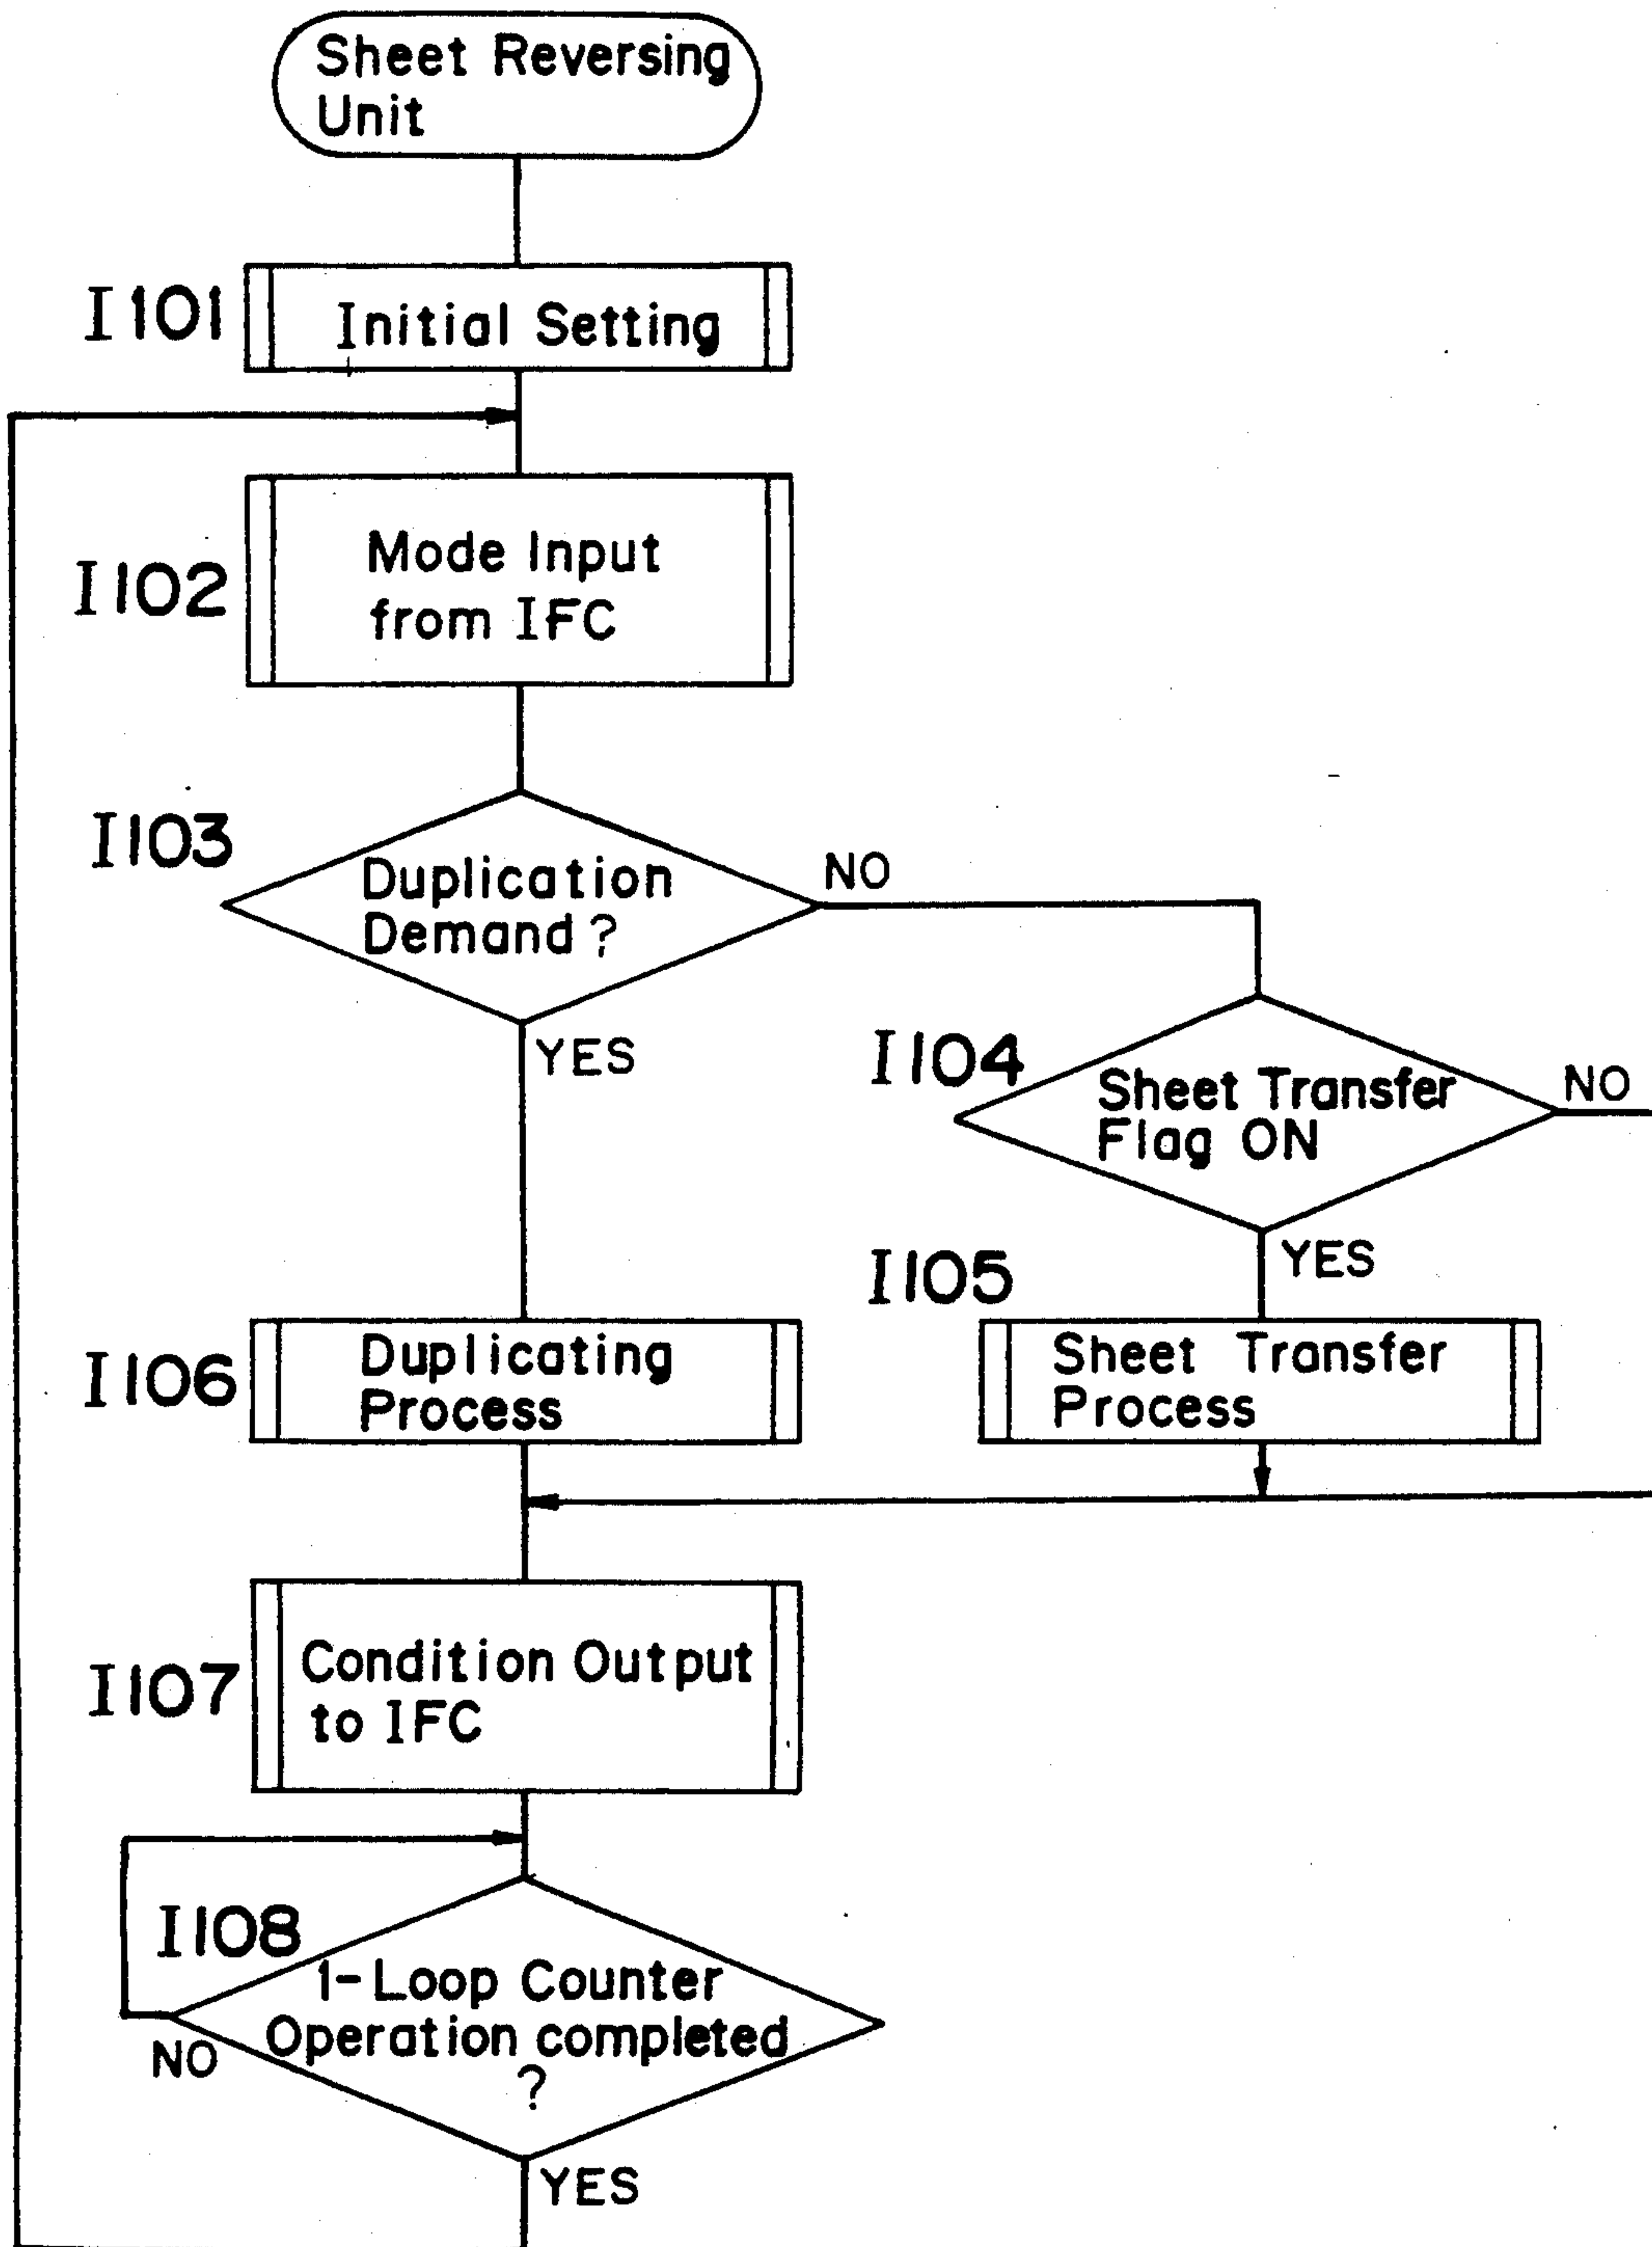 Sheet Reversing
Unit
I101
Initial Setting
I102
Mode Input
from IFC
I103
Duplication
Demand ?
NO
YES
I104
Sheet Transfer
Flag ON
NO
YES
I105
Sheet Transfer
Process
I106
Duplicating
Process
I107
Condition Output
to IFC
I108
1-Loop Counter
Operation completed
?
NO
YES